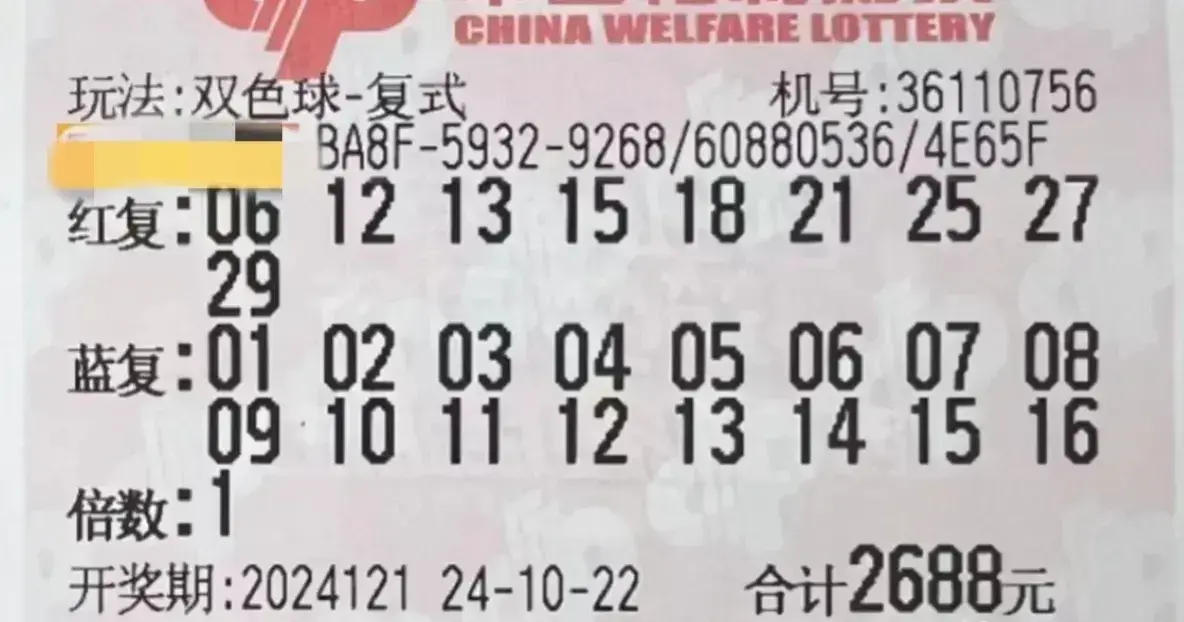 CHINA WELFARE LOTTERY
玩法:双色球-复式 机号:36110756
BA8F-5932-9268/60880536/4E65F
红复:06 12 13 15 18 21 25 27
29
蓝复:01 02 03 04 05 06 07 08
09 10 11 12 13 14 15 16
倍数:1
开奖期:2024121 24-10-22 合计2688元